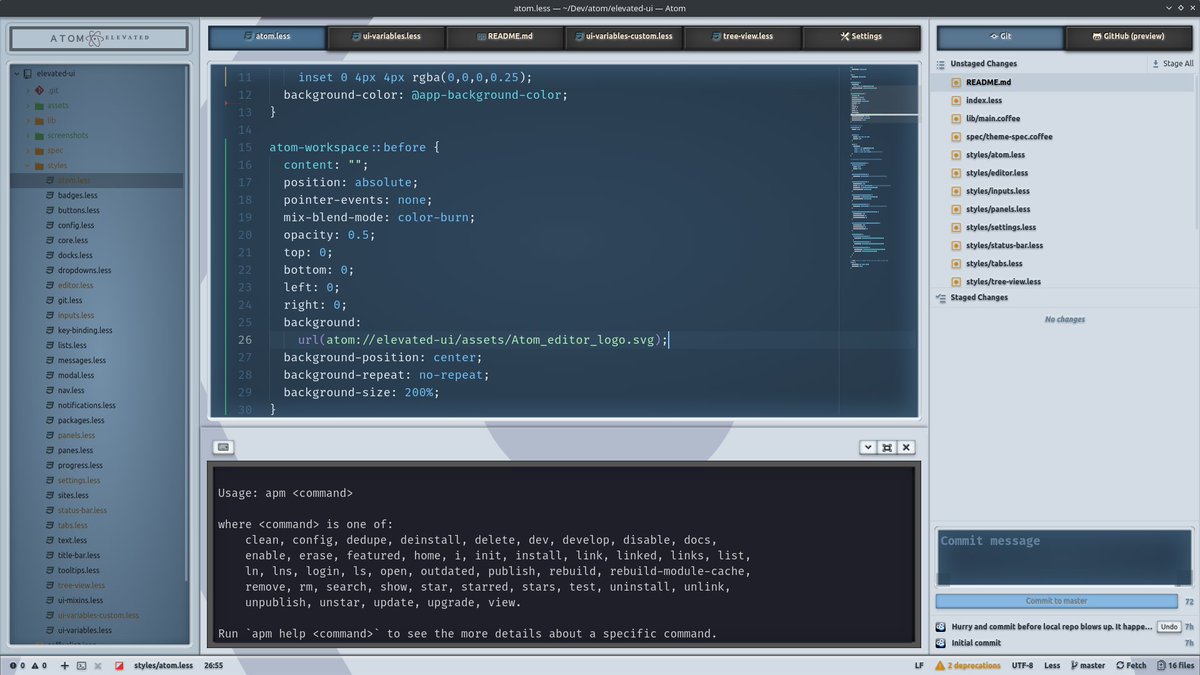 atom.less — ~/Dev/atom/elevated-ui — Atom
ATOM ELEVATED
elevated-ui
.git
assets
lib
screenshots
spec
styles
atom.less
badges.less
buttons.less
config.less
core.less
docks.less
dropdowns.less
editor.less
git.less
inputs.less
key-binding.less
lists.less
messages.less
modal.less
nav.less
notifications.less
packages.less
panels.less
panes.less
progress.less
settings.less
sites.less
status-bar.less
tabs.less
text.less
title-bar.less
tooltips.less
tree-view.less
ui-mixins.less
ui-variables-custom.less
ui-variables.less
atom.less
ui-variables.less
README.md
ui-variables-custom.less
tree-view.less
Settings
11 inset 0 4px 4px rgba(0,0,0,0.25);
12 background-color: @app-background-color;
13 }
14
15 atom-workspace::before {
16 content: "";
17 position: absolute;
18 pointer-events: none;
19 mix-blend-mode: color-burn;
20 opacity: 0.5;
21 top: 0;
22 bottom: 0;
23 left: 0;
24 right: 0;
25 background:
26 url(atom://elevated-ui/assets/Atom_editor_logo.svg);
27 background-position: center;
28 background-repeat: no-repeat;
29 background-size: 200%;
30 }
Usage: apm <command>
where <command> is one of:
clean, config, dedupe, deinstall, delete, dev, develop, disable, docs,
enable, erase, featured, home, i, init, install, link, linked, links, list,
ln, lns, login, ls, open, outdated, publish, rebuild, rebuild-module-cache,
remove, rm, search, show, star, starred, stars, test, uninstall, unlink,
unpublish, unstar, update, upgrade, view.
Run `apm help <command>` to see the more details about a specific command.
Git
GitHub (preview)
Unstaged Changes
Stage All
README.md
index.less
lib/main.coffee
spec/theme-spec.coffee
styles/atom.less
styles/editor.less
styles/inputs.less
styles/panels.less
styles/settings.less
styles/status-bar.less
styles/tabs.less
styles/tree-view.less
Staged Changes
No changes
Commit message
Commit to master
72
Hurry and commit before local repo blows up. It happe... Undo 7h
Initial commit 7h
0 0 styles/atom.less 26:55
LF 2 deprecations UTF-8 Less master Fetch 16 files